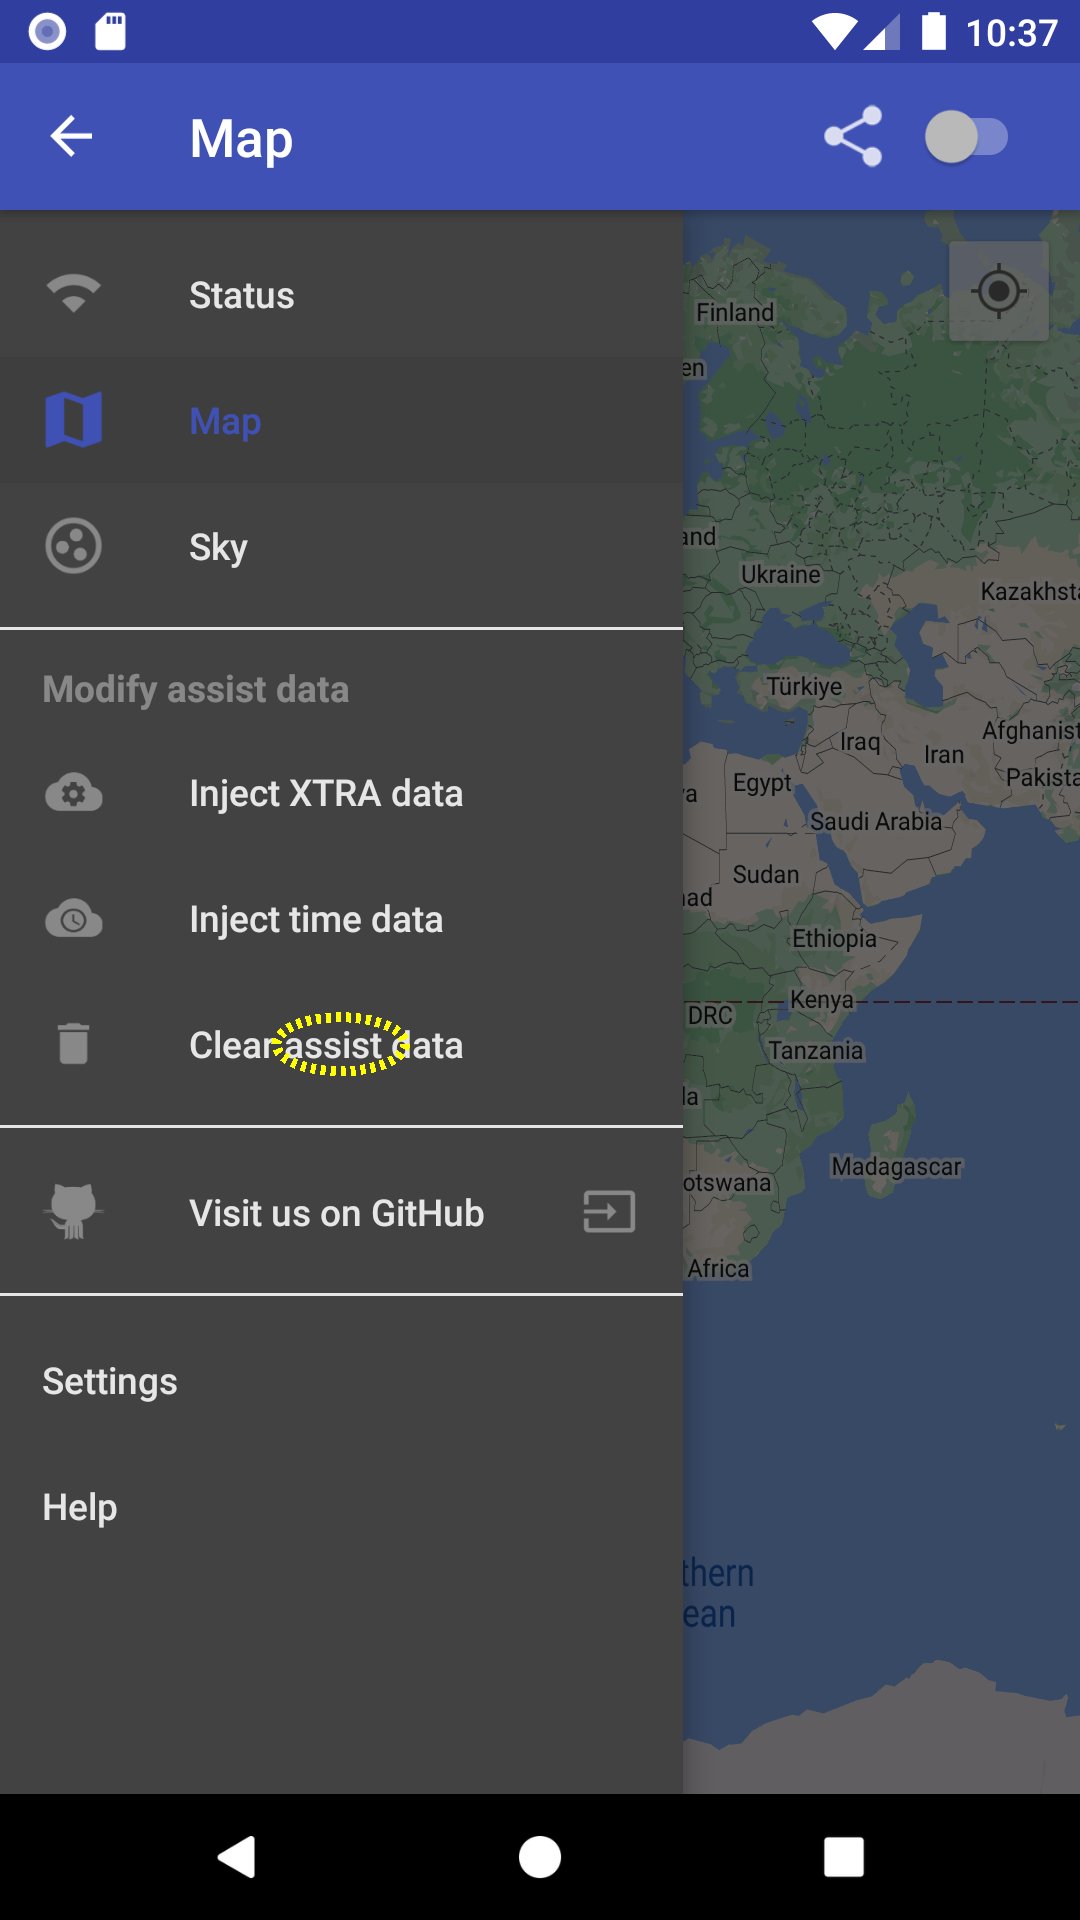 10:37
Map
Status
Map
Sky
Modify assist data
Inject XTRA data
Inject time data
Clear assist data
Visit us on GitHub
Settings
Help
Finland
en
and
Ukraine
Kazakhsta
Türkiye
Afghanist
Iraq
Iran
Pakista
Egypt
ya
Saudi Arabia
Sudan
had
Ethiopia
Kenya
DRC
Tanzania
la
Madagascar
otswana
Africa
thern
ean